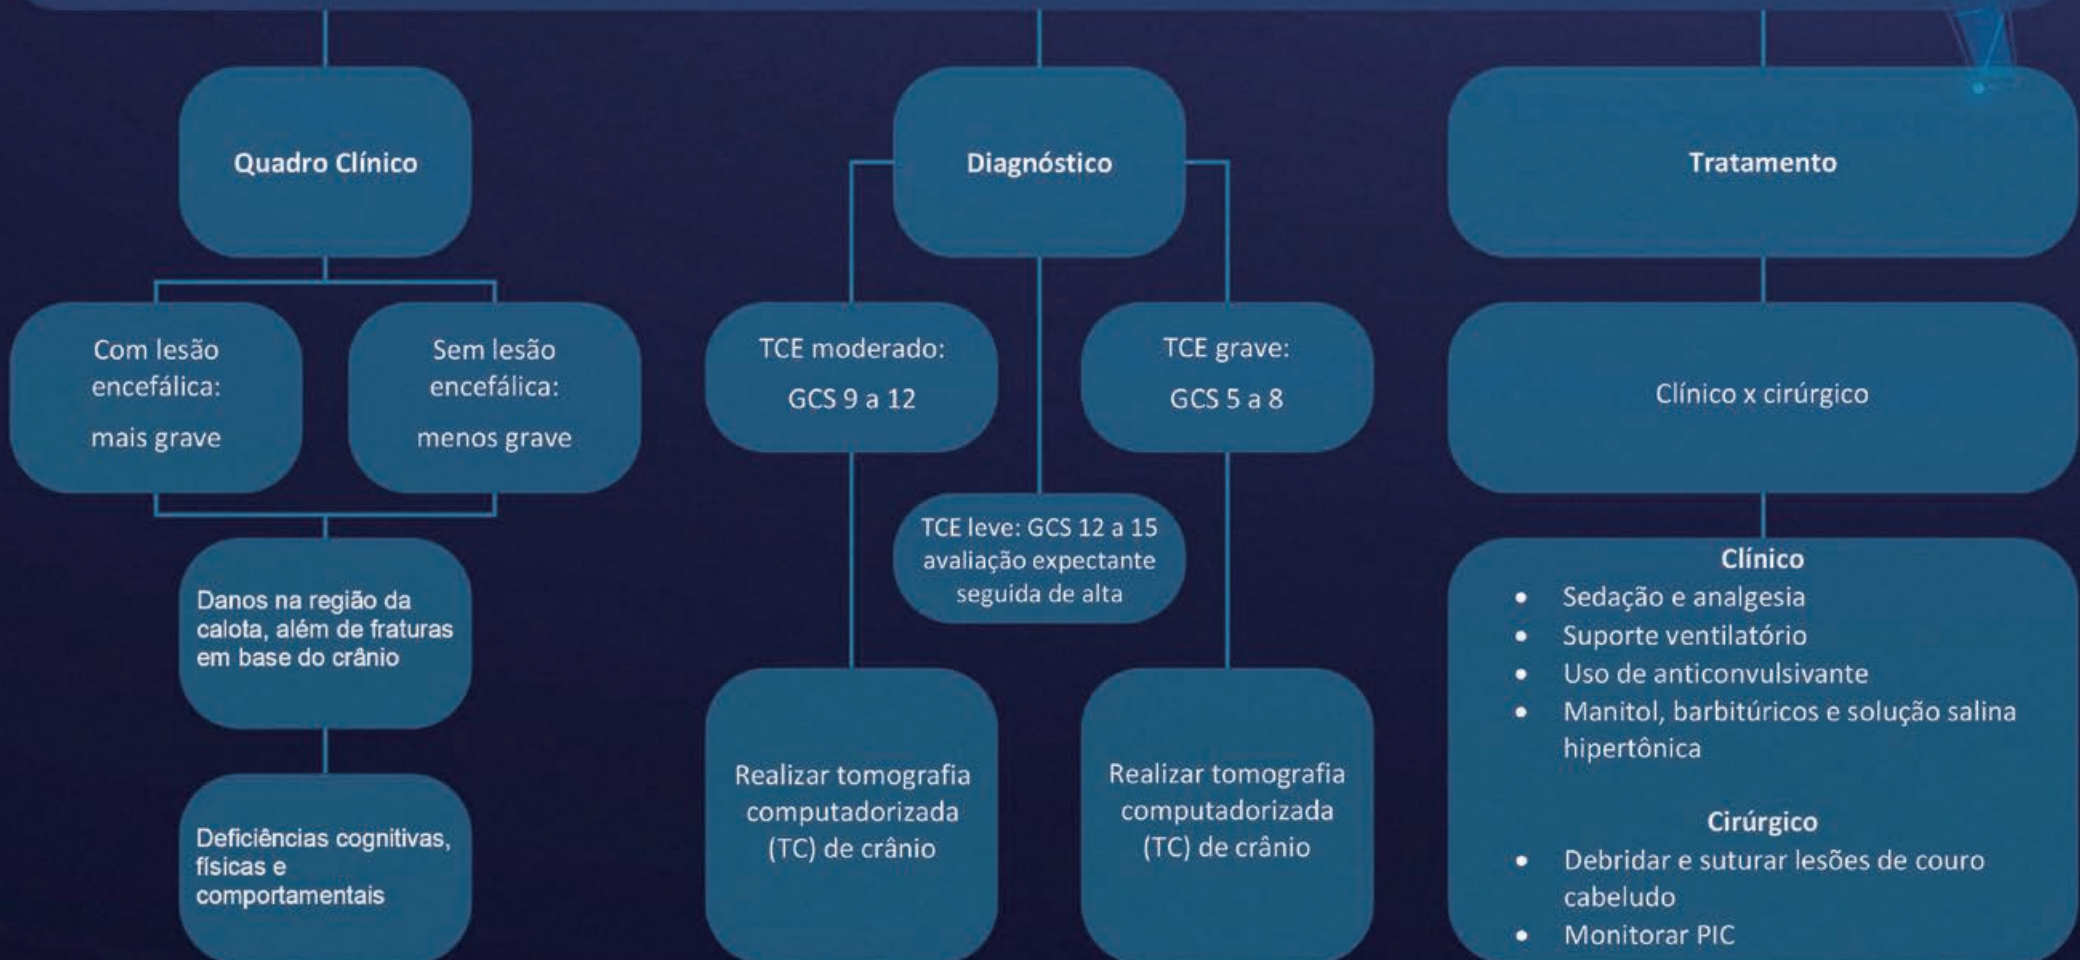 Quadro Clínico
Com lesão
encefálica:
mais grave
Sem lesão
encefálica:
menos grave
Danos na região da
calota, além de fraturas
em base do crânio
Deficiências cognitivas,
físicas e
comportamentais
Diagnóstico
TCE moderado:
GCS 9 a 12
TCE grave:
GCS 5 a 8
TCE leve: GCS 12 a 15
avaliação expectante
seguida de alta
Realizar tomografia
computadorizada
(TC) de crânio
Realizar tomografia
computadorizada
(TC) de crânio
Tratamento
Clínico x cirúrgico
Clínico
• Sedação e analgesia
• Suporte ventilatório
• Uso de anticonvulsivante
• Manitol, barbitúricos e solução salina
hipertônica
Cirúrgico
• Debridar e suturar lesões de couro
cabeludo
• Monitorar PIC